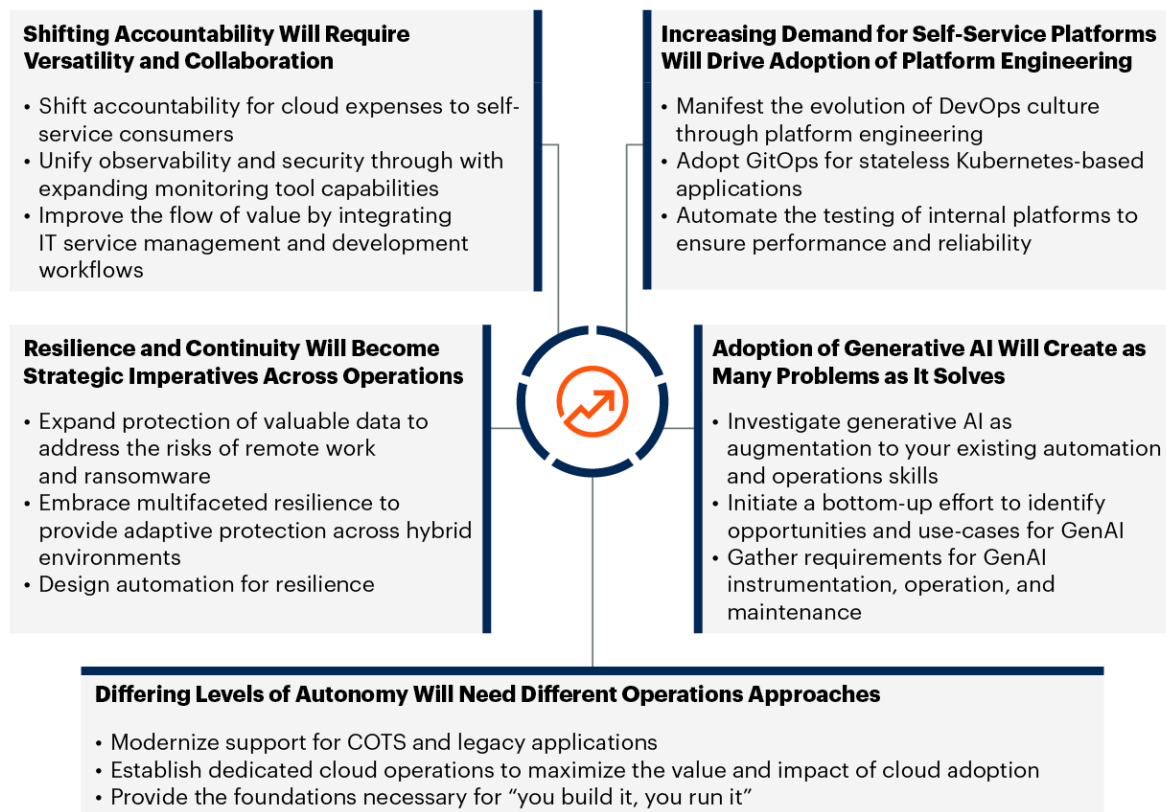 Shifting Accountability Will Require
Versatility and Collaboration
• Shift accountability for cloud expenses to self-
service consumers
• Unify observability and security through with
expanding monitoring tool capabilities
• Improve the flow of value by integrating
IT service management and development
workflows
Increasing Demand for Self-Service Platforms
Will Drive Adoption of Platform Engineering
• Manifest the evolution of DevOps culture
through platform engineering
• Adopt GitOps for stateless Kubernetes-based
applications
• Automate the testing of internal platforms to
ensure performance and reliability
Resilience and Continuity Will Become
Strategic Imperatives Across Operations
• Expand protection of valuable data to
address the risks of remote work
and ransomware
• Embrace multifaceted resilience to
provide adaptive protection across hybrid
environments
• Design automation for resilience
Adoption of Generative AI Will Create as
Many Problems as It Solves
• Investigate generative AI as
augmentation to your existing automation
and operations skills
• Initiate a bottom-up effort to identify
opportunities and use-cases for GenAI
• Gather requirements for GenAI
instrumentation, operation, and
maintenance
Differing Levels of Autonomy Will Need Different Operations Approaches
• Modernize support for COTS and legacy applications
• Establish dedicated cloud operations to maximize the value and impact of cloud adoption
• Provide the foundations necessary for “you build it, you run it”